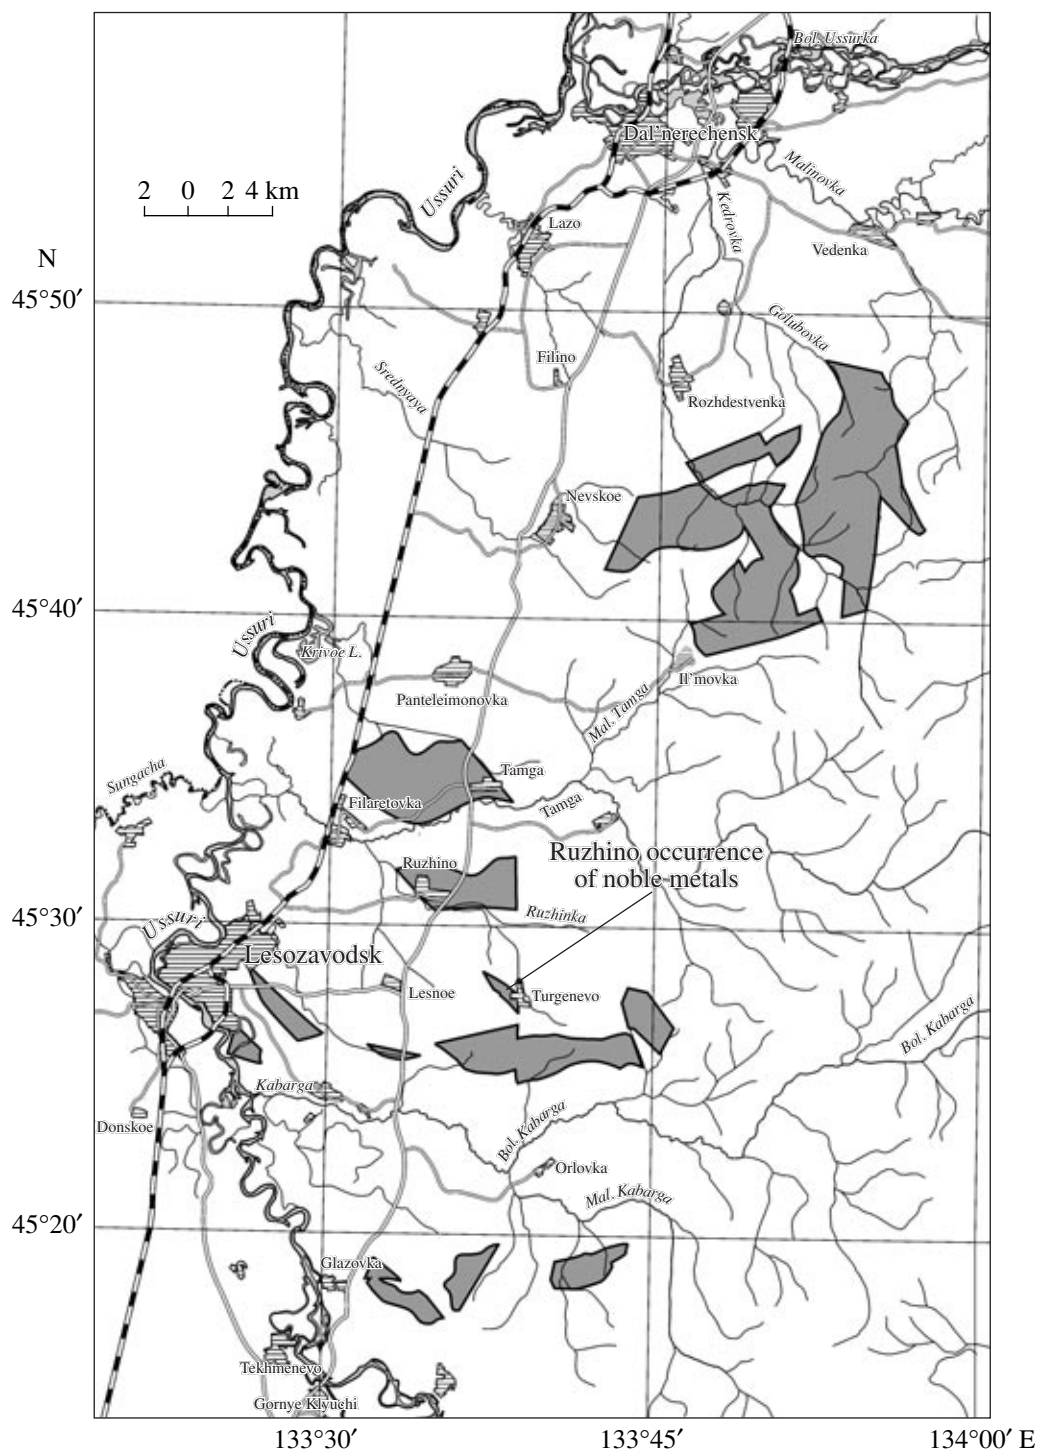 Bol. Ussurka
Dal'nerechensk
Malinovka
2 0 2 4 km
Ussuri
Kedrovka
Lazo
Vedenka
N
45°50′
Golubovka
Filino
Srednyaya
Rozhdestvenka
Nevskoe
45°40′
Ussuri
Krivoe L.
Il'movka
Panteleimonovka
Mal. Tamga
Sungacha
Tamga
Filaretovka
Tamga
Ruzhino occurrence
of noble metals
Ruzhino
45°30′
Ussuri
Ruzhinka
Lesozavodsk
Lesnoe
Turgenevo
Bol. Kabarga
Kabarga
Donskoe
Bol. Kabarga
Orlovka
Mal. Kabarga
45°20′
Glazovka
Tekhmenevo
Gornye Klyuchi
133°30′ 133°45′ 134°00′ E